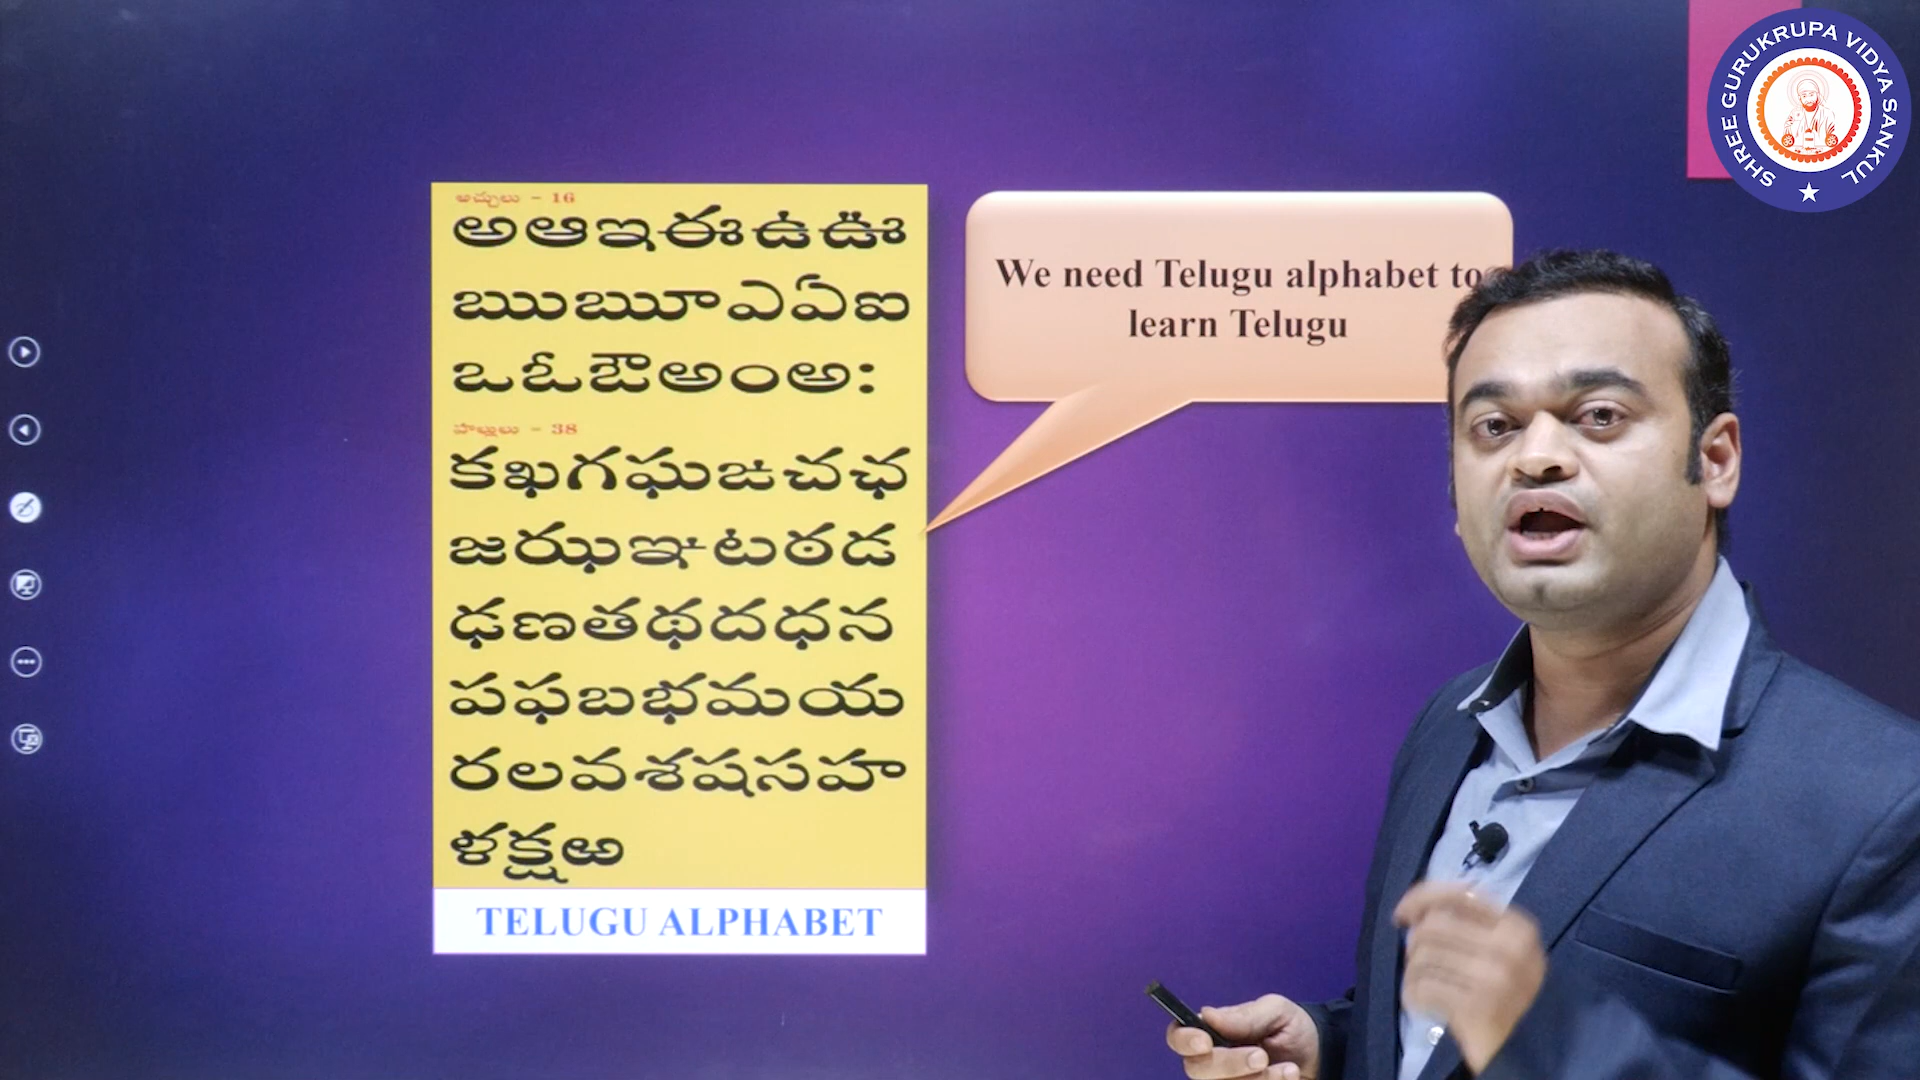 అచ్చులు - 16
అ ఆ ఇ ఈ ఉ ఊ
ఋ ౠ ఎ ఏ ఐ
ఒ ఓ ఔ అం అః
హల్లులు - 38
క ఖ గ ఘ ఙ చ ఛ
జ ఝ ఞ ట ఠ డ
ఢ ణ త థ ద ధ న
ప ఫ బ భ మ య
ర ల వ శ ష స హ
ళ క్ష ఱ
TELUGU ALPHABET
We need Telugu alphabet to
learn Telugu
SHREE GURUKRUPA VIDYA SANKUL